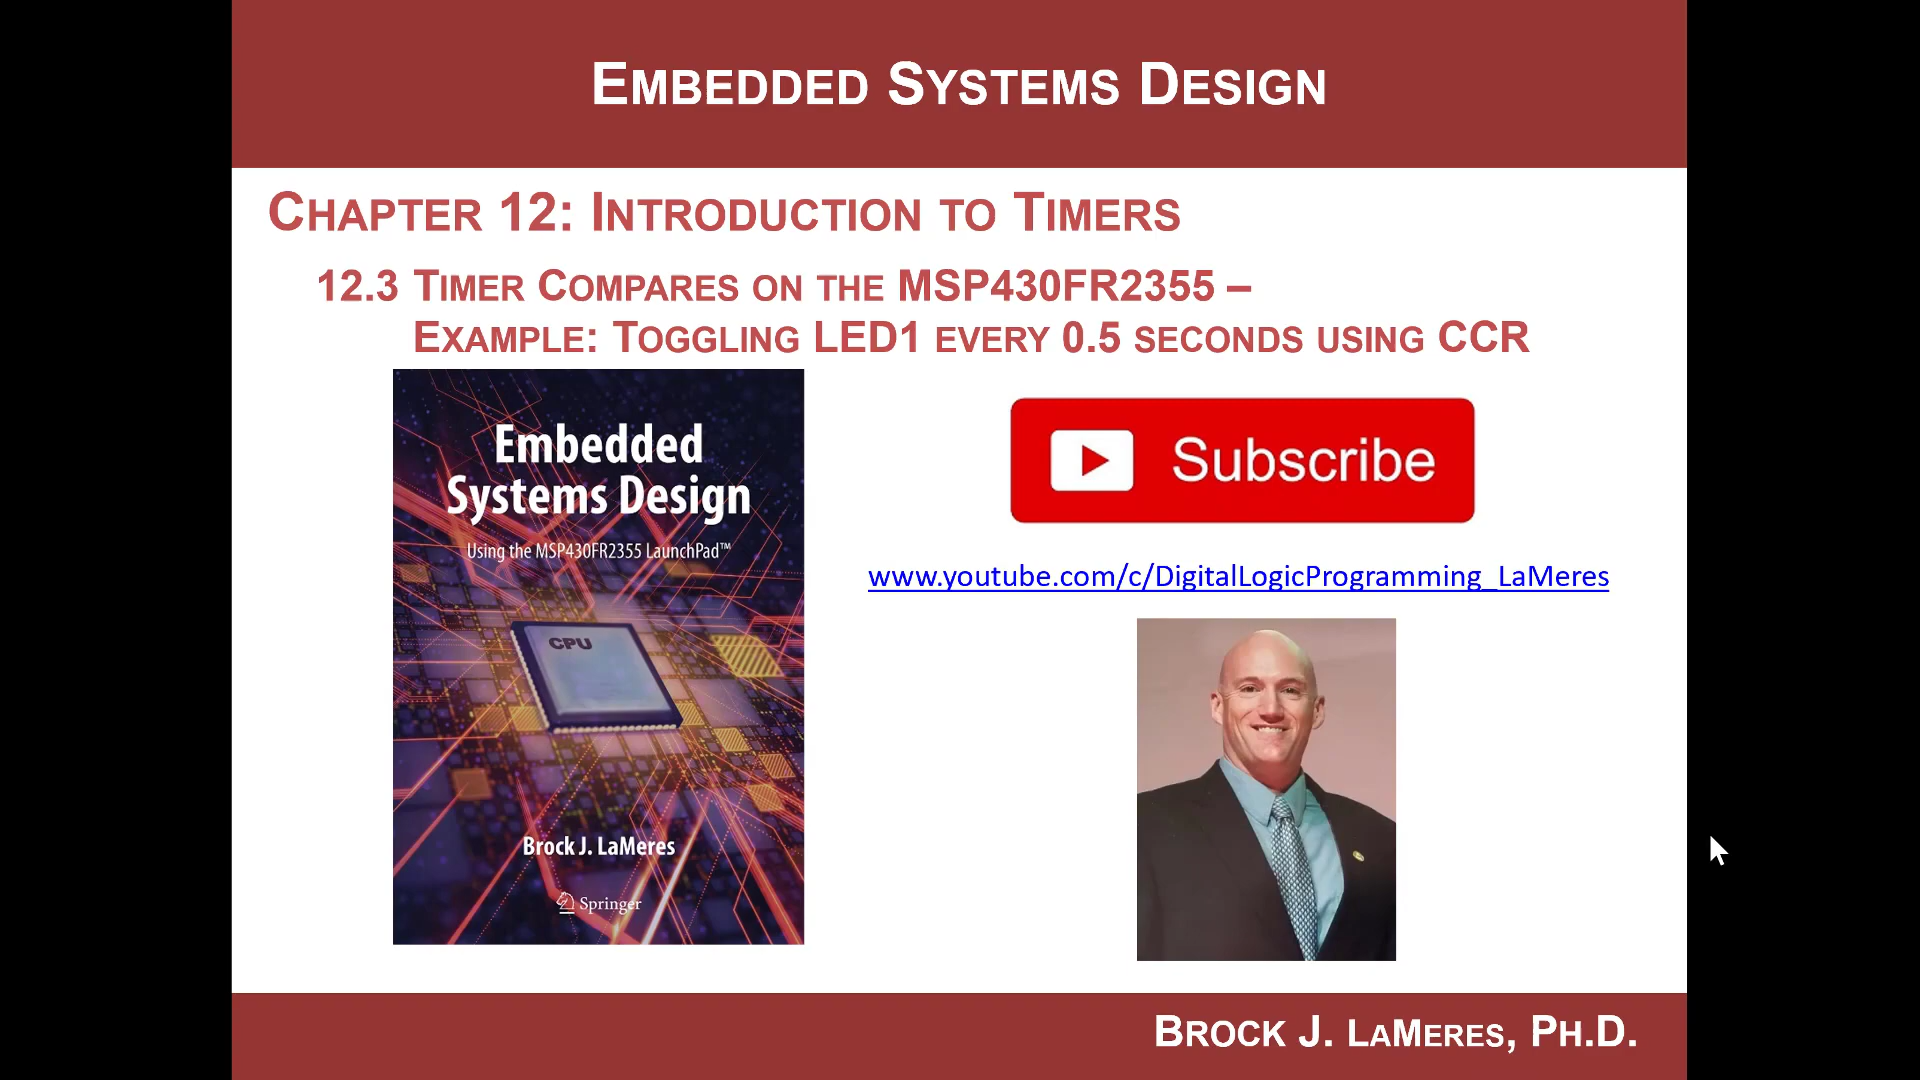 EMBEDDED SYSTEMS DESIGN
CHAPTER 12: INTRODUCTION TO TIMERS
12.3 TIMER COMPARES ON THE MSP430FR2355 –
EXAMPLE: TOGGLING LED1 EVERY 0.5 SECONDS USING CCR
Embedded
Systems Design
Using the MSP430FR2355 LaunchPad™
CPU
Brock J. LaMeres
Springer
Subscribe
www.youtube.com/c/DigitalLogicProgramming_LaMeres
BROCK J. LAMERES, PH.D.